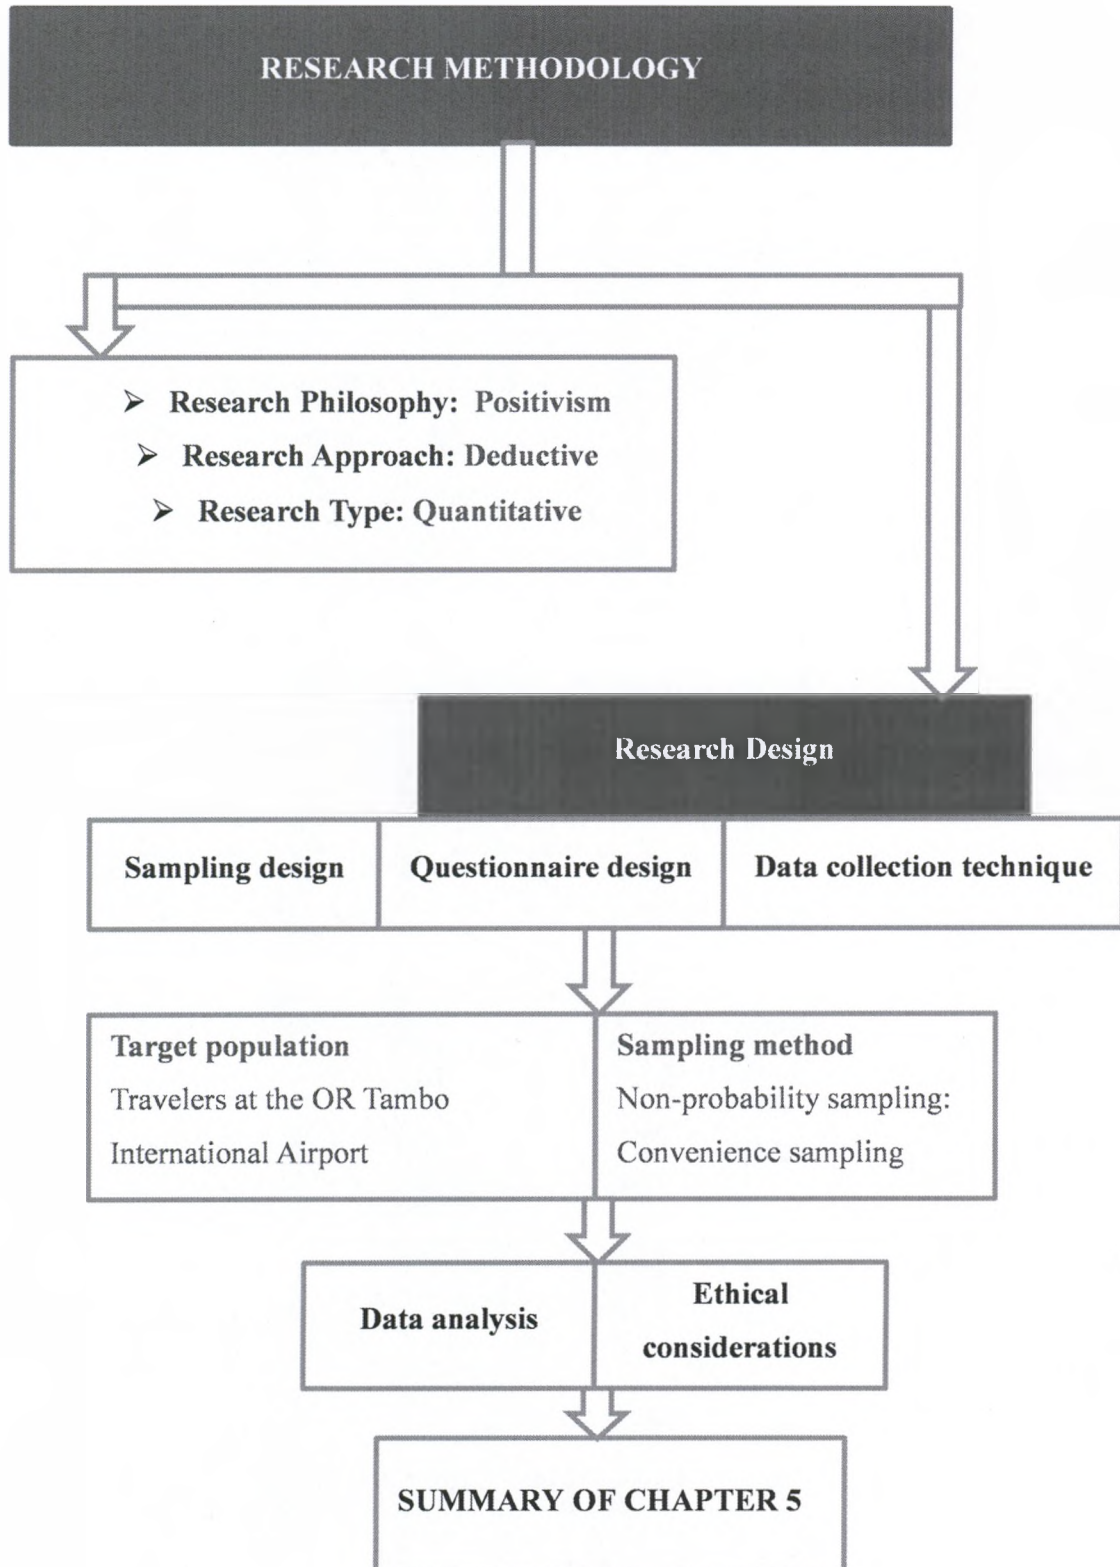 RESEARCH METHODOLOGY
➢ Research Philosophy: Positivism
➢ Research Approach: Deductive
➢ Research Type: Quantitative
Research Design
Sampling design
Questionnaire design
Data collection technique
Target population
Travelers at the OR Tambo
International Airport
Sampling method
Non-probability sampling:
Convenience sampling
Data analysis
Ethical
considerations
SUMMARY OF CHAPTER 5